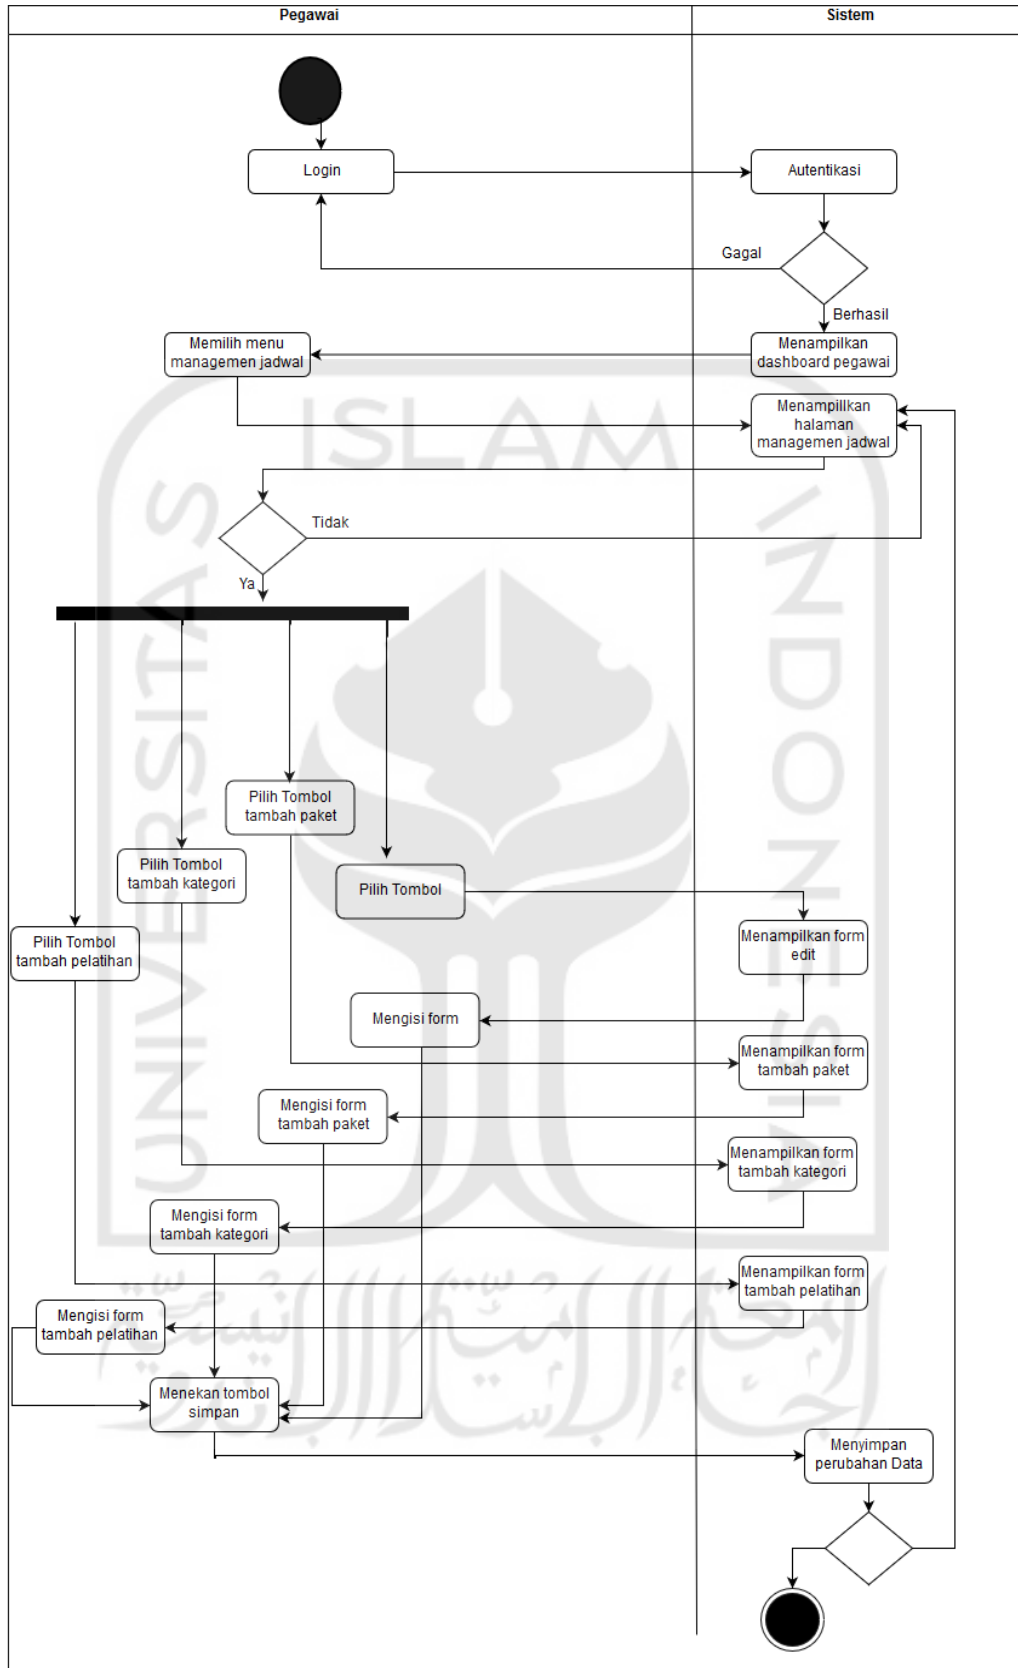 Pegawai
Sistem
Login
Autentikasi
Gagal
Berhasil
Memilih menu
managemen jadwal
Menampilkan
dashboard pegawai
Menampillkan
halaman
managemen jadwal
Tidak
Ya
Pilih Tombol
tambah paket
Pilih Tombol
tambah kategori
Pilih Tombol
Pilih Tombol
tambah pelatihan
Menampilkan form
edit
Mengisi form
Menampilkan form
tambah paket
Mengisi form
tambah paket
Menampilkan form
tambah kategori
Mengisi form
tambah kategori
Menampilkan form
tambah pelatihan
Mengisi form
tambah pelatihan
Menekan tombol
simpan
Menyimpan
perubahan Data
UNIVERSITAS
ISLAM
INDONESIA